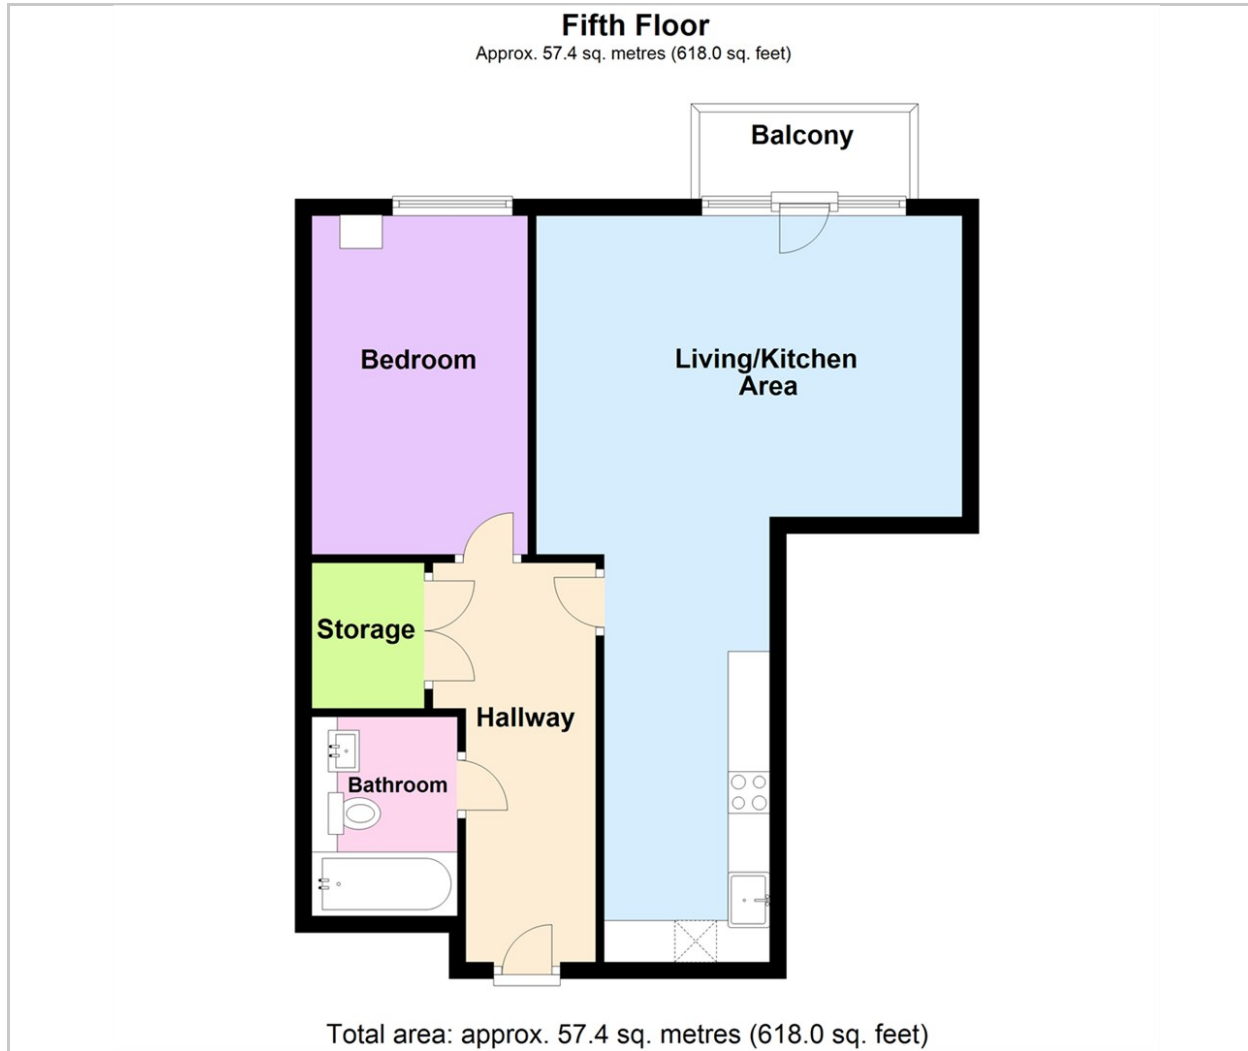 Fifth Floor
Approx. 57.4 sq. metres (618.0 sq. feet)
Balcony
Bedroom
Living/Kitchen
Area
Storage
Hallway
Bathroom
Total area: approx. 57.4 sq. metres (618.0 sq. feet)